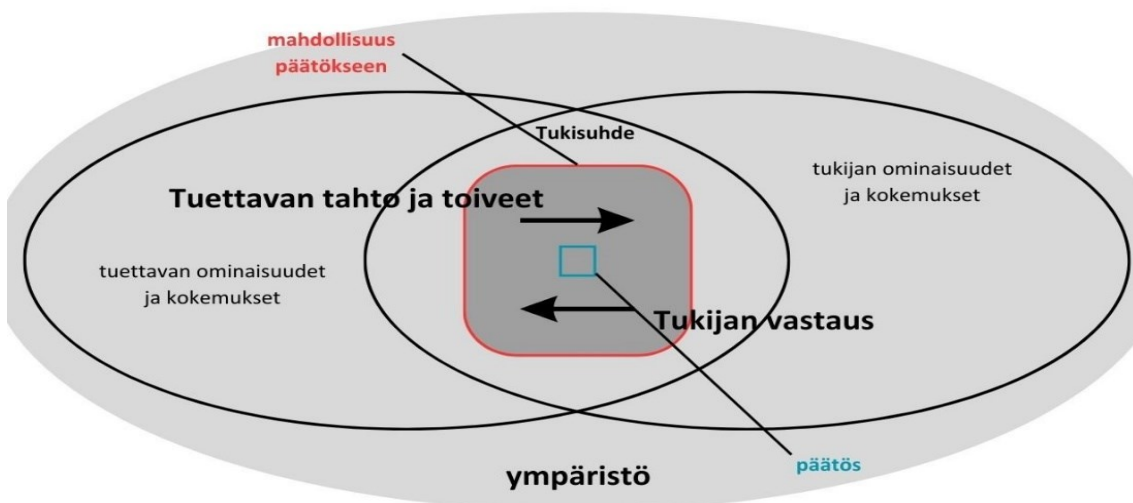 mahdollisuus
päätökseen
Tukisuhde
tukijan ominaisuudet
ja kokemukset
Tuettavan tahto ja toiveet
tuettavan ominaisuudet
ja kokemukset
Tukijan vastaus
päätös
ympäristö